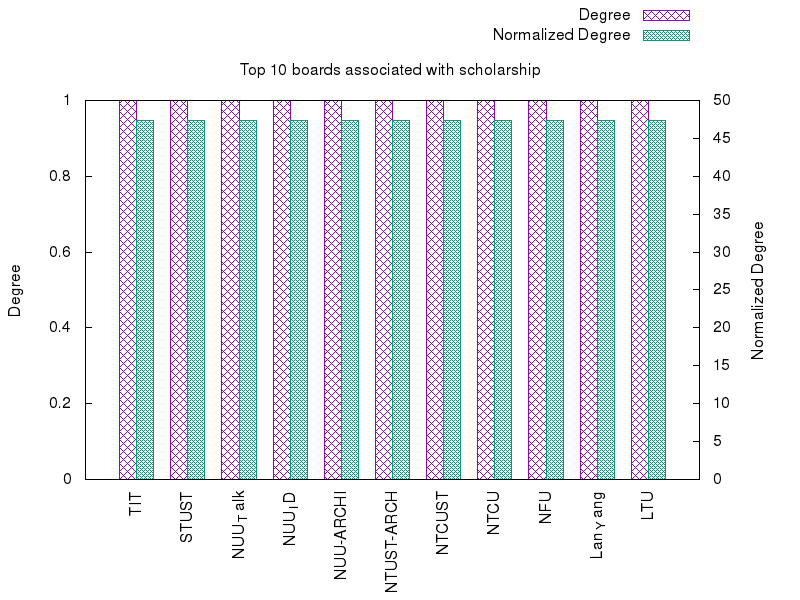 Degree
Normalized Degree
Top 10 boards associated with scholarship
1
0.8
0.6
0.4
0.2
0
50
45
40
35
30
25
20
15
10
5
0
Degree
Normalized Degree
TIT
STUST
NUU_Talk
NUU_ID
NUU-ARCHI
NTUST-ARCH
NTCUST
NTCU
NFU
Lan_Yang
LTU